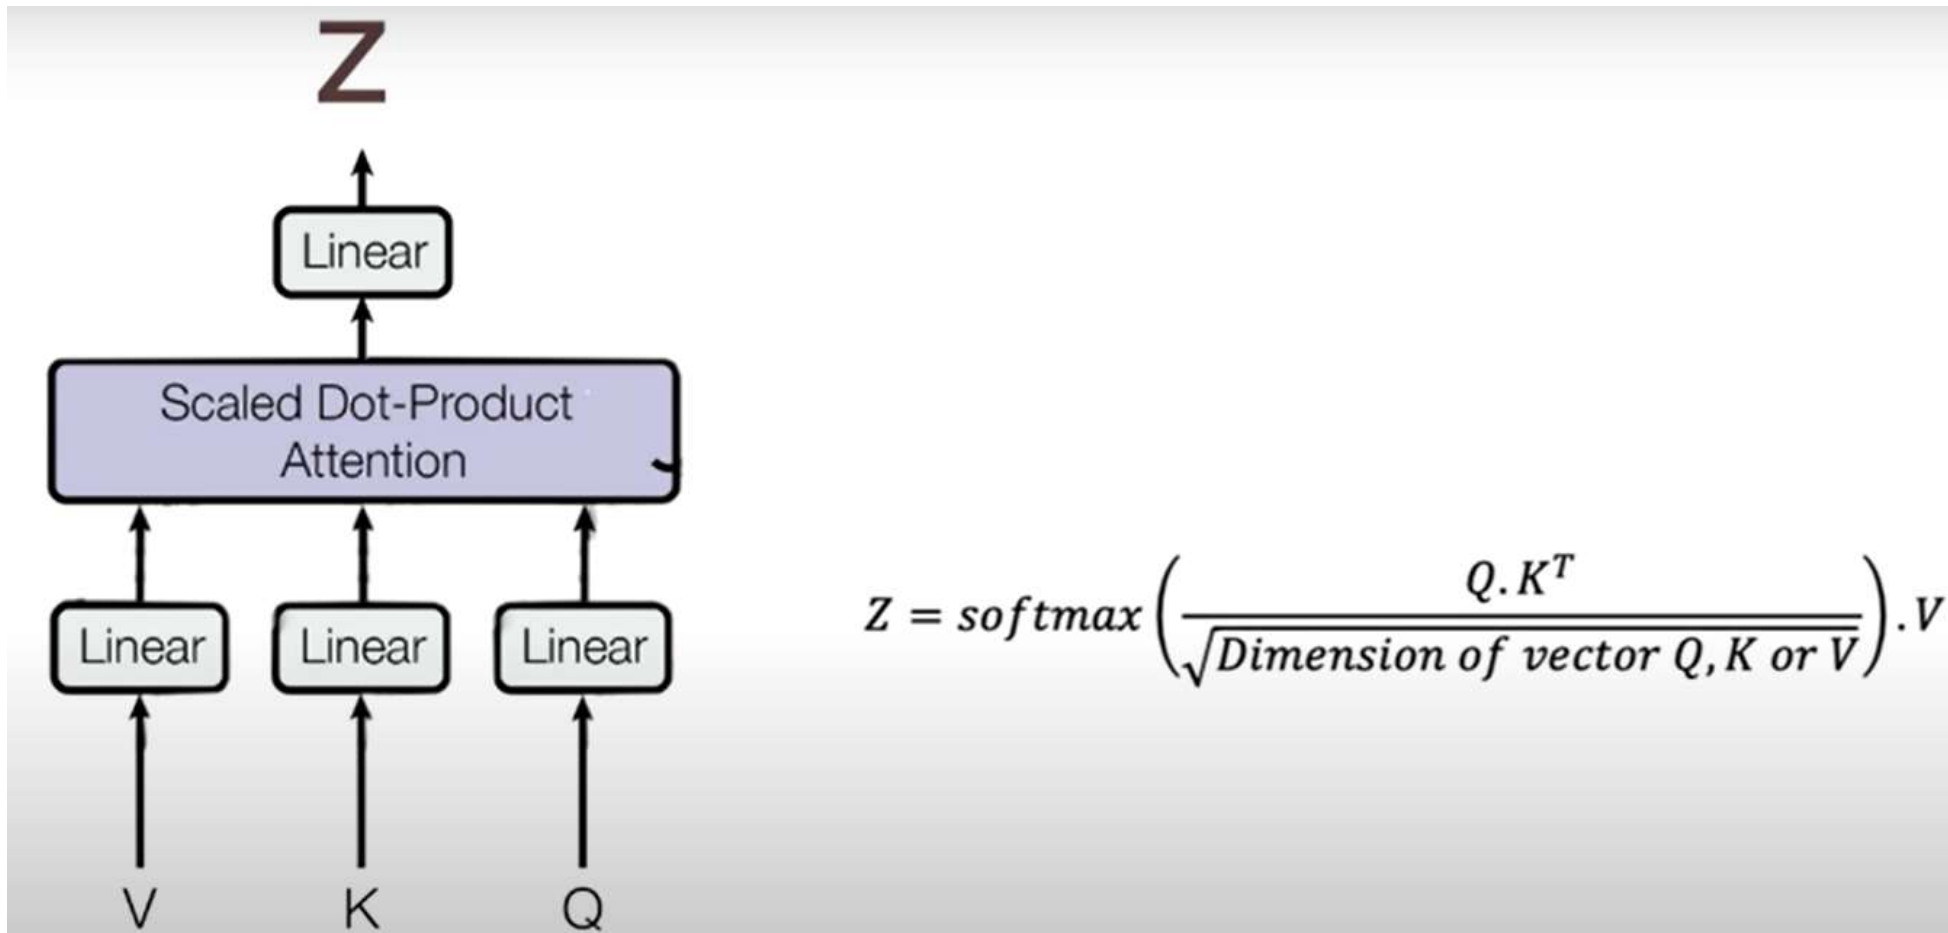 Z
Linear
Scaled Dot-Product
Attention
Linear Linear Linear
V K Q
Z = softmax ( Q . K^T / √Dimension of vector Q, K or V ) . V